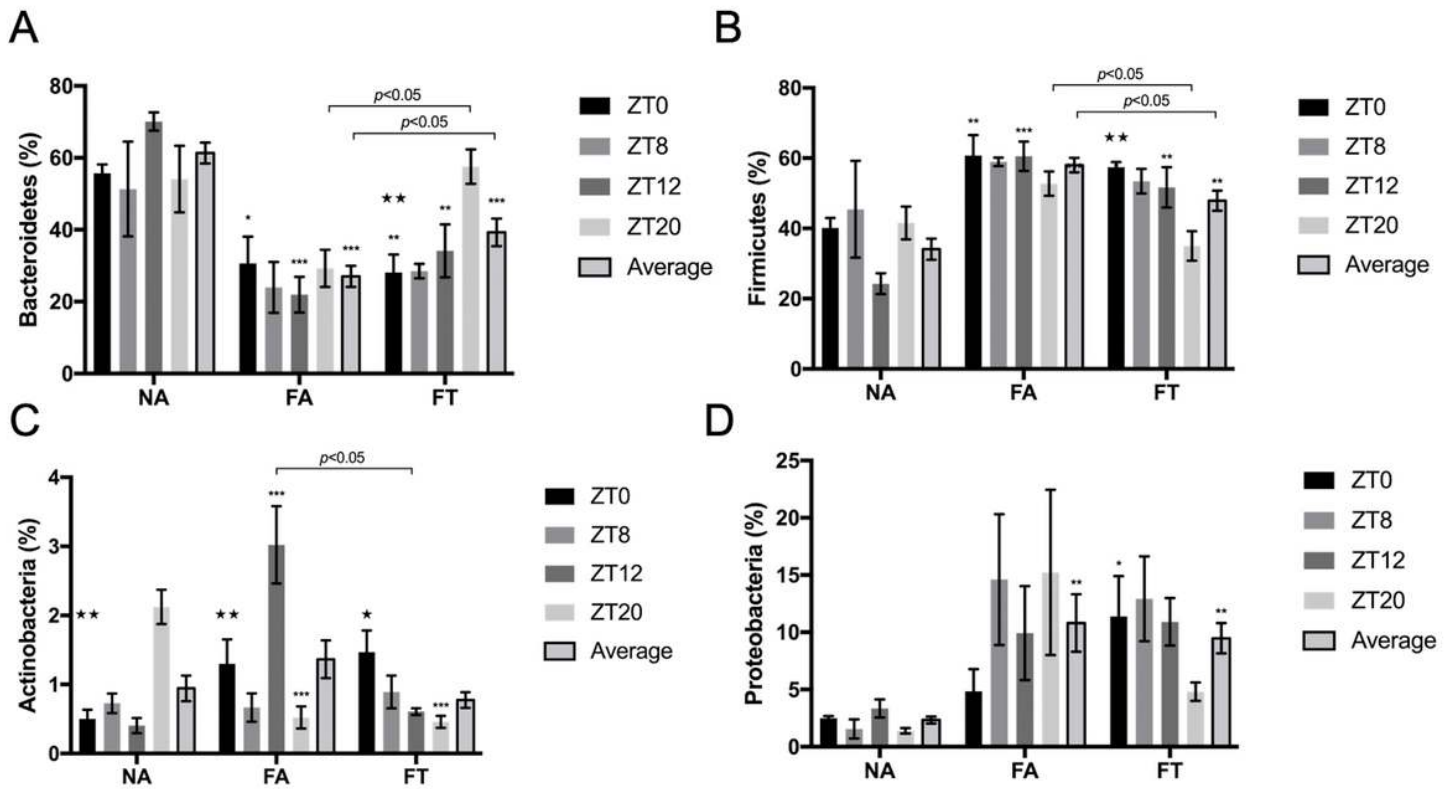 A
Bacteroidetes (%)
80
60
40
20
0
p<0.05
p<0.05
*
***
***
★★
**
**
***
NA
FA
FT
ZT0
ZT8
ZT12
ZT20
Average
B
Firmicutes (%)
80
60
40
20
0
p<0.05
p<0.05
**
***
★★
**
**
NA
FA
FT
ZT0
ZT8
ZT12
ZT20
Average
C
Actinobacteria (%)
4
3
2
1
0
p<0.05
★★
★★
***
***
★
***
NA
FA
FT
ZT0
ZT8
ZT12
ZT20
Average
D
Proteobacteria (%)
25
20
15
10
5
0
**
*
**
NA
FA
FT
ZT0
ZT8
ZT12
ZT20
Average